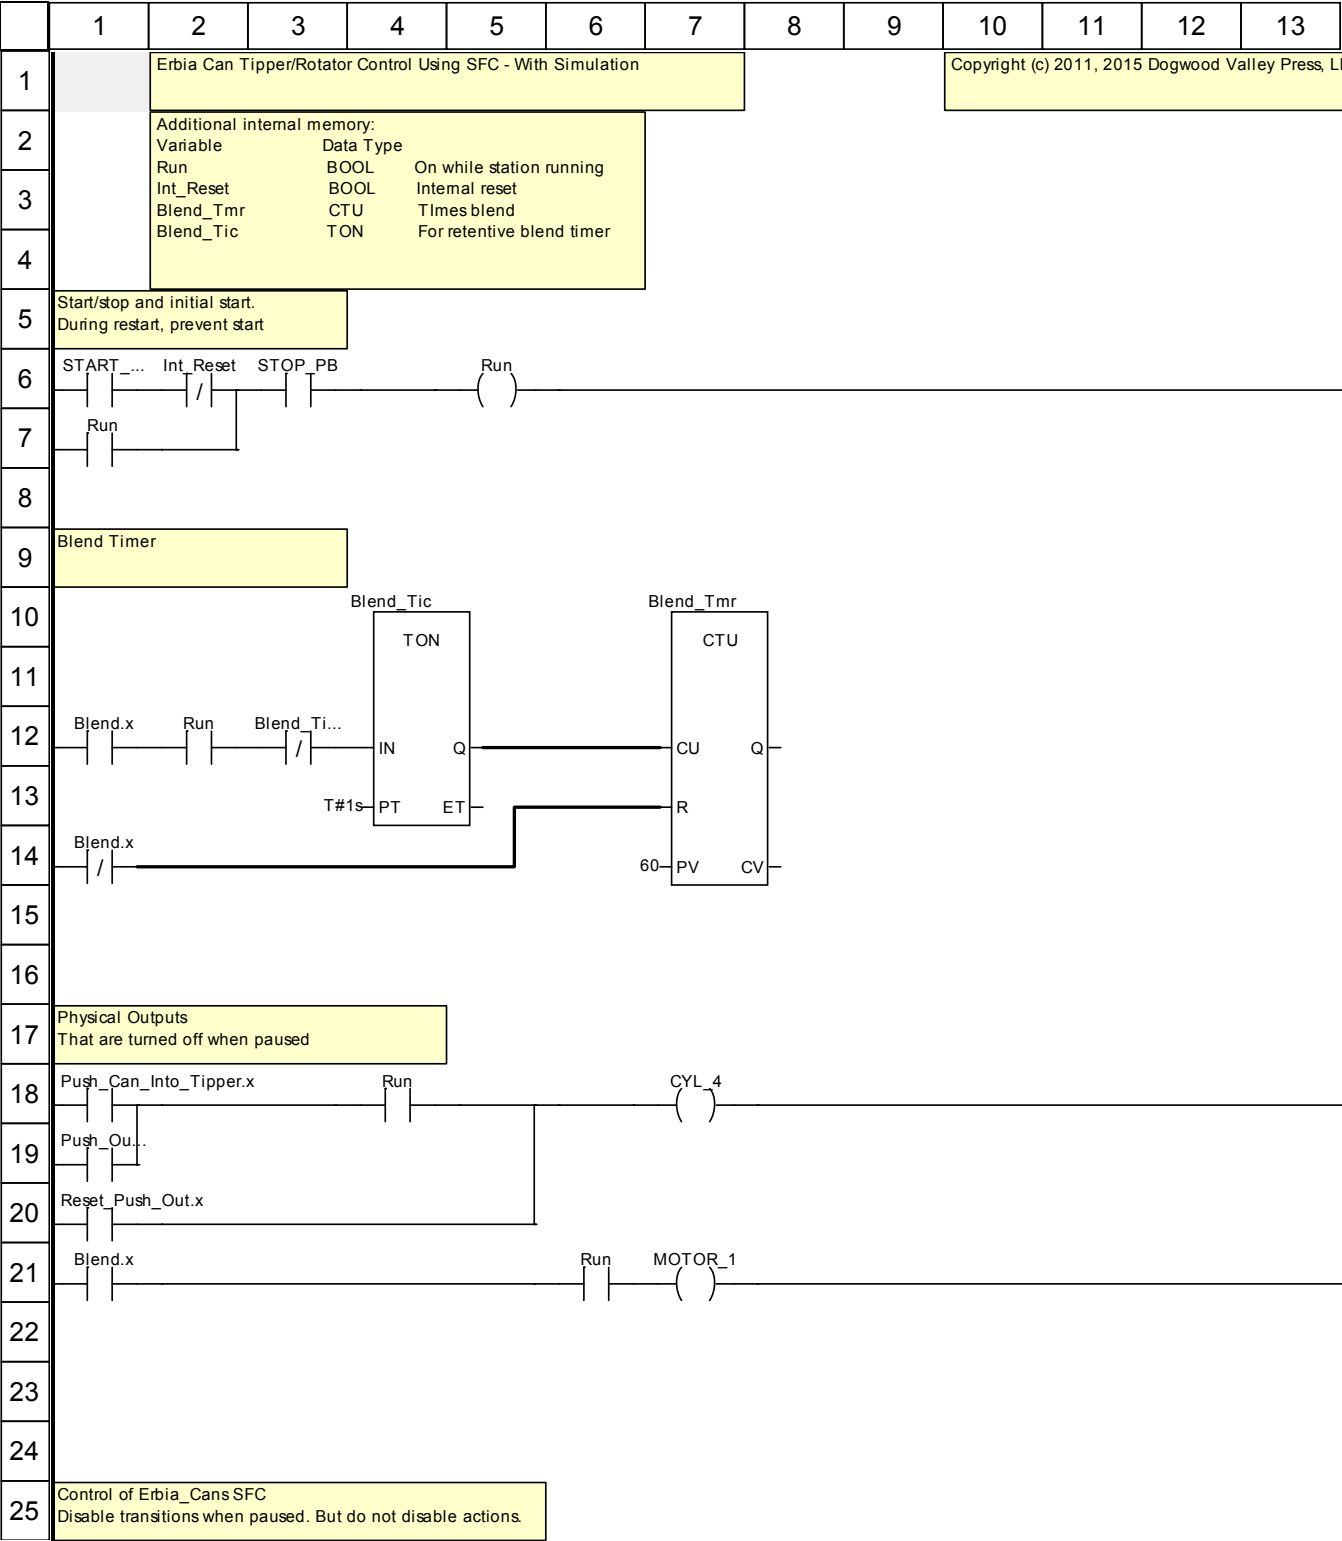 1 2 3 4 5 6 7 8 9 10 11 12 13
1
Erbia Can Tipper/Rotator Control Using SFC - With Simulation
Copyright (c) 2011, 2015 Dogwood Valley Press, L
2
Additional internal memory:
Variable Data Type
Run BOOL On while station running
3
Int_Reset BOOL Internal reset
Blend_Tmr CTU TImes blend
Blend_Tic TON For retentive blend timer
4
5
Start/stop and initial start.
During restart, prevent start
6
START_... Int_Reset STOP_PB Run
/
7
Run
8
9
Blend Timer
10
Blend_Tic Blend_Tmr
TON CTU
11
12
Blend.x Run Blend_Ti...
/
IN Q CU Q
13
T#1s PT ET R
14
Blend.x
/
60 PV CV
15
16
17
Physical Outputs
That are turned off when paused
18
Push_Can_Into_Tipper.x Run CYL_4
19
Push_Ou...
20
Reset_Push_Out.x
21
Blend.x Run MOTOR_1
22
23
24
25
Control of Erbia_Cans SFC
Disable transitions when paused. But do not disable actions.